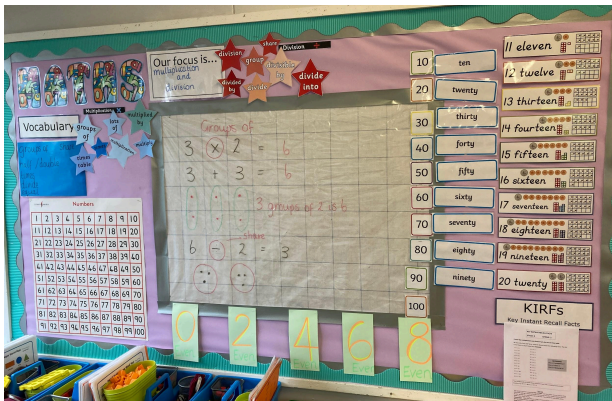 MATHS
Our focus is...
multiplication
and
division
share
division
group
divisible
by
divided
by
divide
divide
into
Division
Multiplication
Vocabulary
groups
of
lots
of
multiplied
by
times
table
multiply
Groups of
3 × 2 = 6
3 + 3 = 6
3 groups of 2 is 6
share
6 − 2 = 3
Numbers
1 2 3 4 5 6 7 8 9 10
11 12 13 14 15 16 17 18 19 20
21 22 23 24 25 26 27 28 29 30
31 32 33 34 35 36 37 38 39 40
41 42 43 44 45 46 47 48 49 50
51 52 53 54 55 56 57 58 59 60
61 62 63 64 65 66 67 68 69 70
71 72 73 74 75 76 77 78 79 80
81 82 83 84 85 86 87 88 89 90
91 92 93 94 95 96 97 98 99 100
10 ten
20 twenty
30 thirty
40 forty
50 fifty
60 sixty
70 seventy
80 eighty
90 ninety
100
11 eleven
12 twelve
13 thirteen
14 fourteen
15 fifteen
16 sixteen
17 seventeen
18 eighteen
19 nineteen
20 twenty
KIRFs
Key Instant Recall Facts
0 2 4 6 8
Even Even Even Even Even